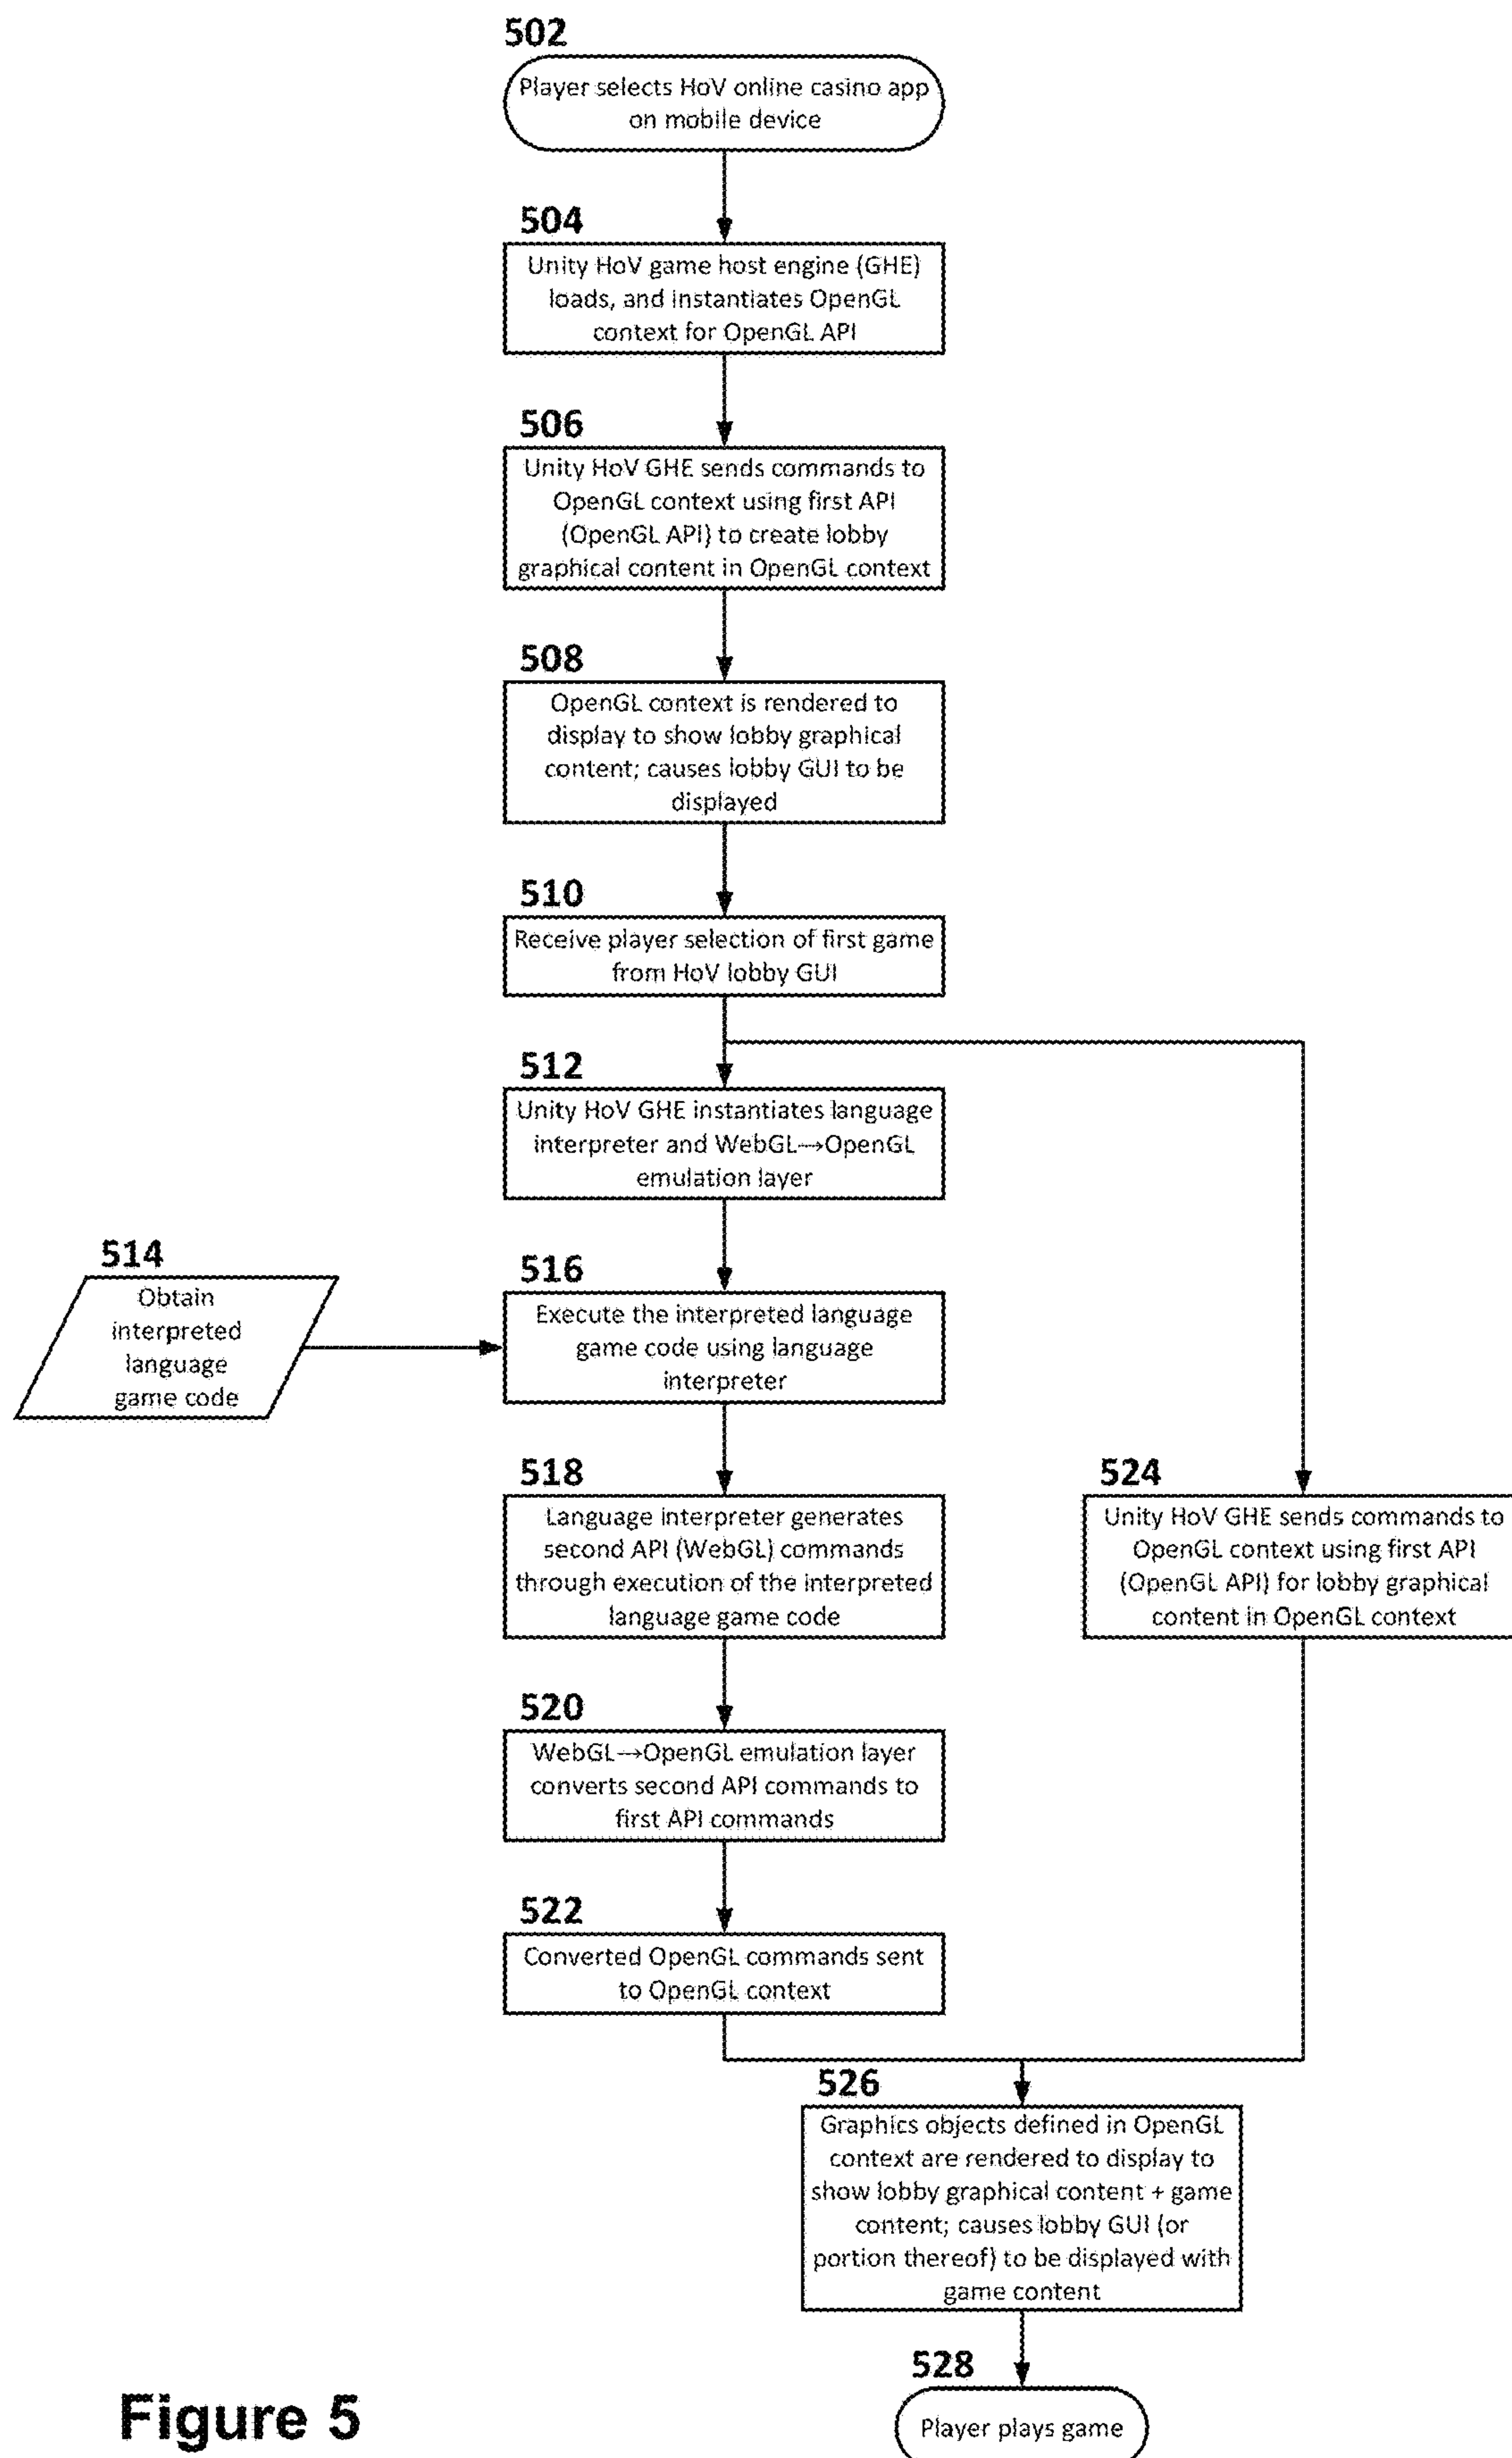 502
Player selects HoV online casino app
on mobile device
504
Unity HoV game host engine (GHE)
loads, and instantiates OpenGL
context for OpenGL API
506
Unity HoV GHE sends commands to
OpenGL context using first API
(OpenGL API) to create lobby
graphical content in OpenGL context
508
OpenGL context is rendered to
display to show lobby graphical
content; causes lobby GUI to be
displayed
510
Receive player selection of first game
from HoV lobby GUI
512
Unity HoV GHE instantiates language
interpreter and WebGL→OpenGL
emulation layer
514
Obtain
interpreted
language
game code
516
Execute the interpreted language
game code using language
interpreter
518
Language interpreter generates
second API (WebGL) commands
through execution of the interpreted
language game code
524
Unity HoV GHE sends commands to
OpenGL context using first API
(OpenGL API) for lobby graphical
content in OpenGL context
520
WebGL→OpenGL emulation layer
converts second API commands to
first API commands
522
Converted OpenGL commands sent
to OpenGL context
526
Graphics objects defined in OpenGL
context are rendered to display to
show lobby graphical content + game
content; causes lobby GUI (or
portion thereof) to be displayed with
game content
528
Player plays game
Figure 5